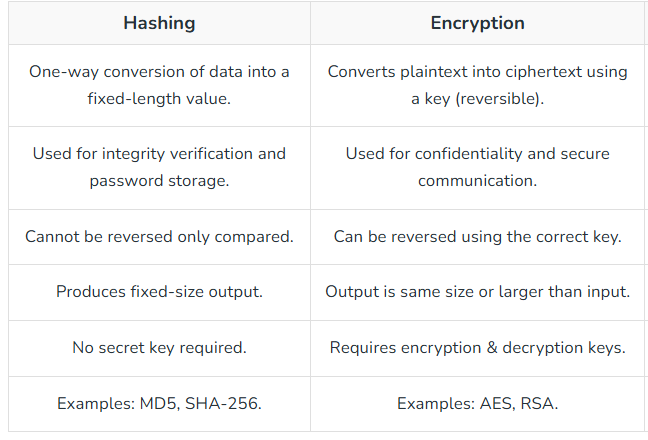 Hashing
Encryption
One-way conversion of data into a
fixed-length value.
Converts plaintext into ciphertext using
a key (reversible).
Used for integrity verification and
password storage.
Used for confidentiality and secure
communication.
Cannot be reversed only compared.
Can be reversed using the correct key.
Produces fixed-size output.
Output is same size or larger than input.
No secret key required.
Requires encryption & decryption keys.
Examples: MD5, SHA-256.
Examples: AES, RSA.